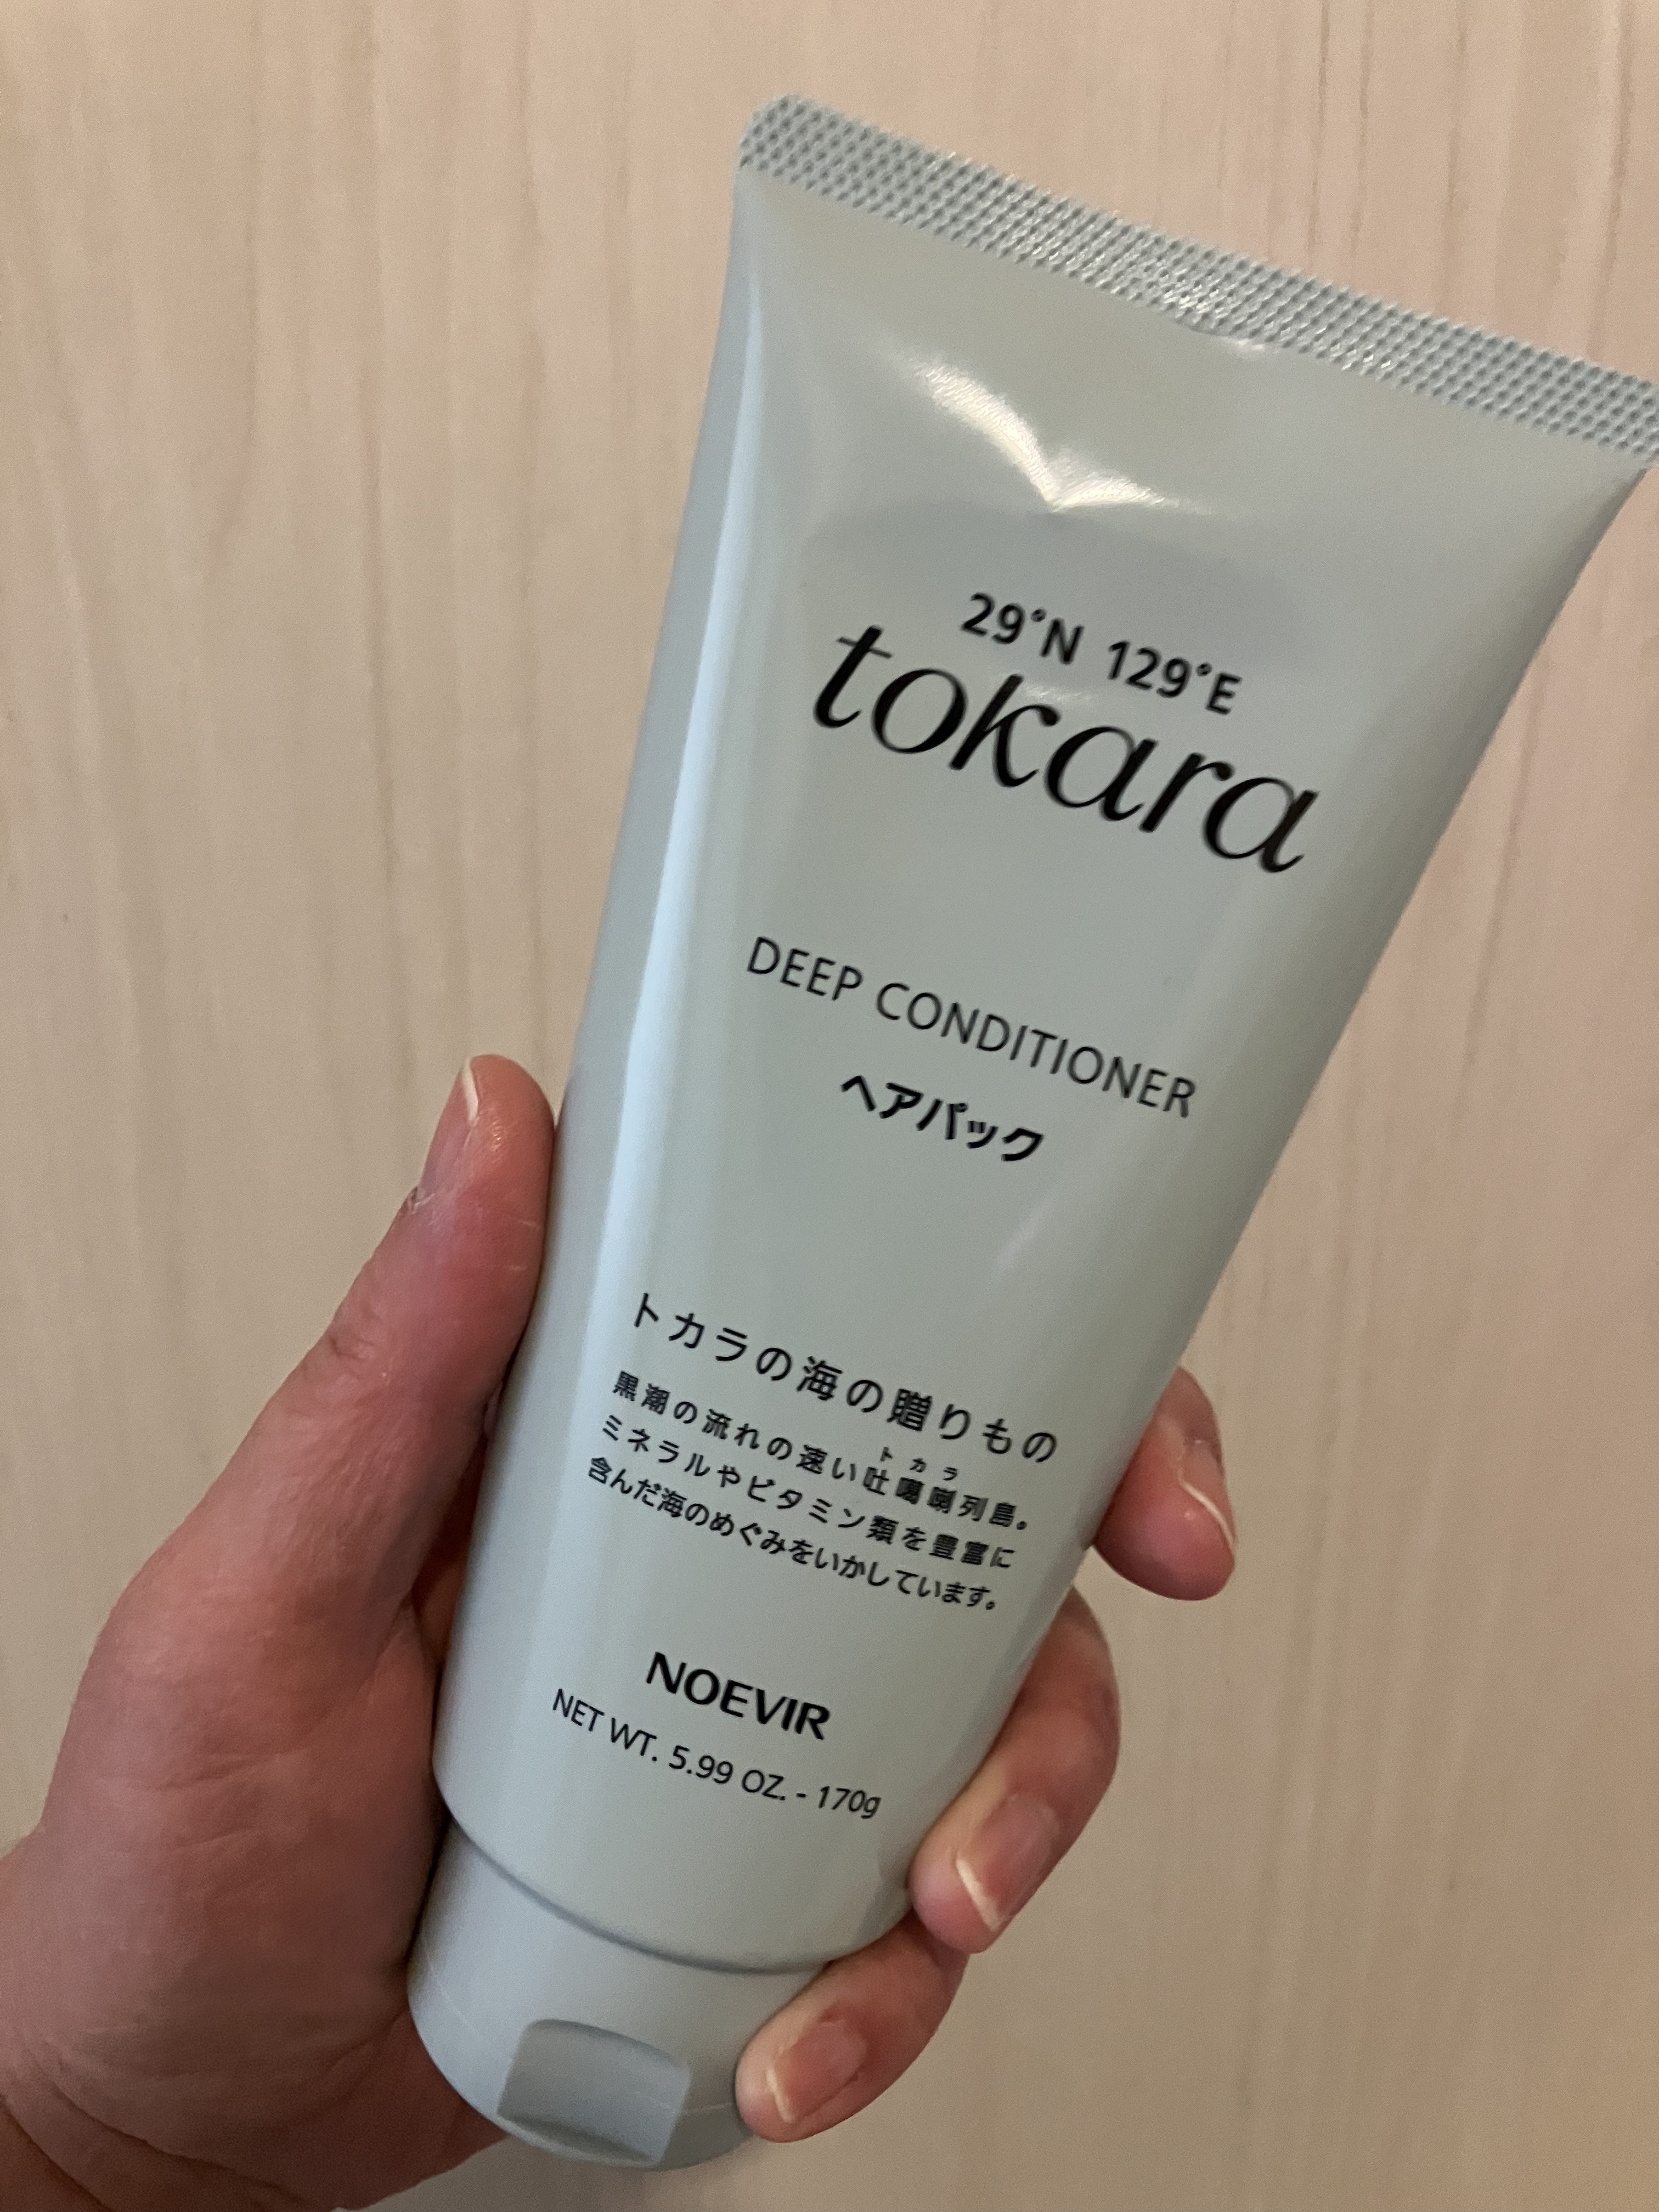 29°N 129°E
tokara
DEEP CONDITIONER
ヘアパック
トカラの海の贈りもの
トカラ
黒潮の流れの速い吐噶喇列島。
ミネラルやビタミン類を豊富に
含んだ海のめぐみをいかしています。
NOEVIR
NET WT. 5.99 OZ. - 170g